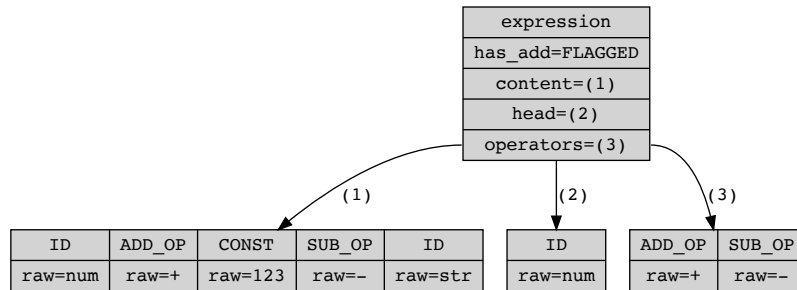 expression
has_add=FLAGGED
content=(1)
head=(2)
operators=(3)
(1) (2) (3)
ID ADD_OP CONST SUB_OP ID ID ADD_OP SUB_OP
raw=num raw=+ raw=123 raw=- raw=str raw=num raw=+ raw=-